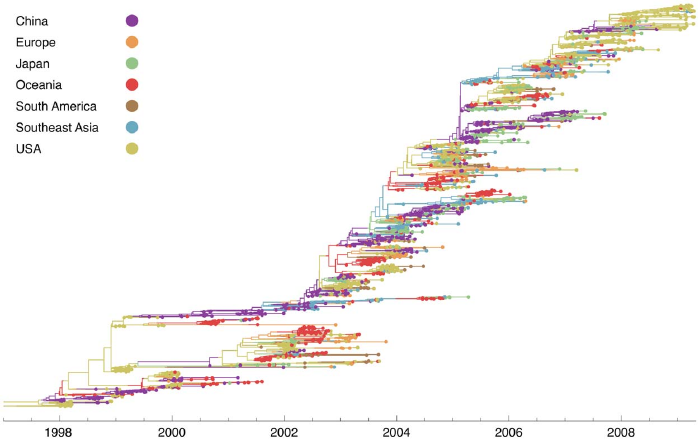 China
Europe
Japan
Oceania
South America
Southeast Asia
USA
1998 2000 2002 2004 2006 2008